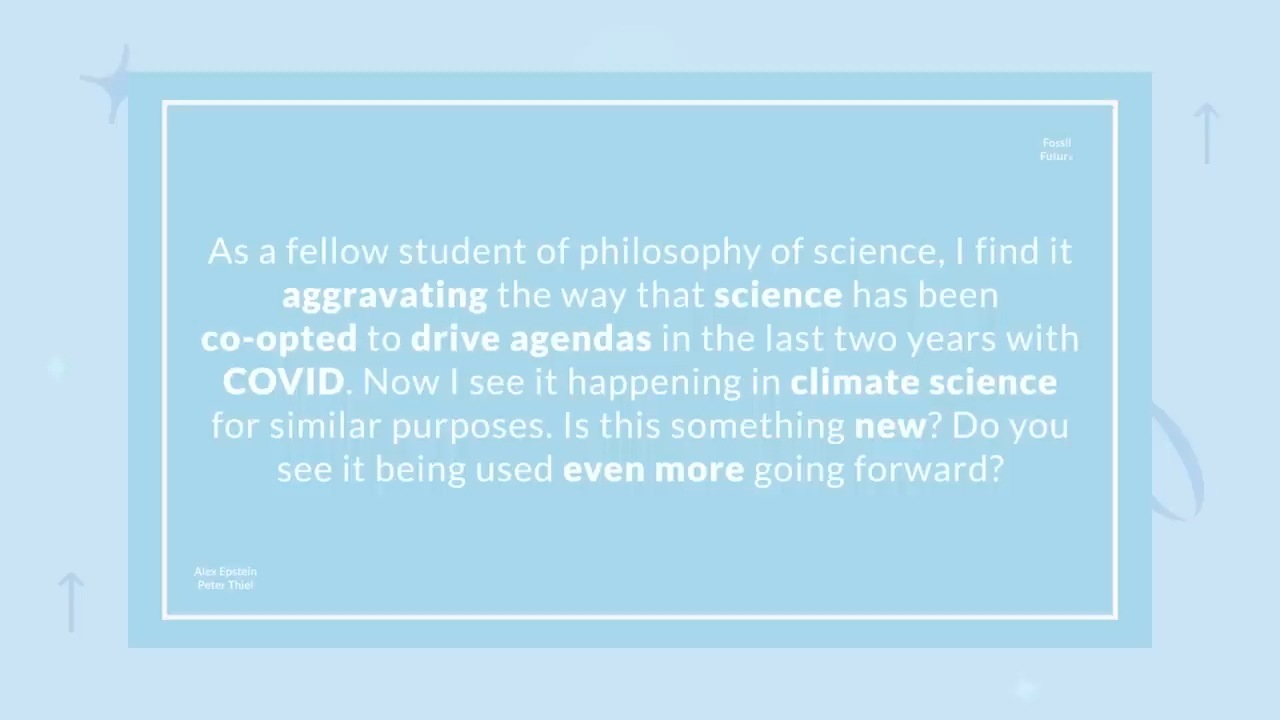 Fossil
Future
As a fellow student of philosophy of science, I find it
aggravating the way that science has been
co-opted to drive agendas in the last two years with
COVID. Now I see it happening in climate science
for similar purposes. Is this something new? Do you
see it being used even more going forward?
Alex Epstein
Peter Thiel